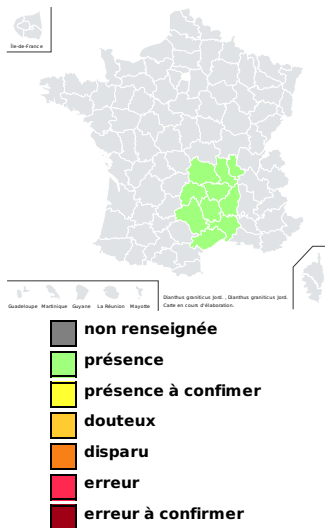 Île-de-France
Guadeloupe Martinique Guyane La Réunion Mayotte
Dianthus graniticus Jord. , Dianthus graniticus Jord.
Carte en cours d'élaboration.
non renseignée
présence
présence à confimer
douteux
disparu
erreur
erreur à confirmer